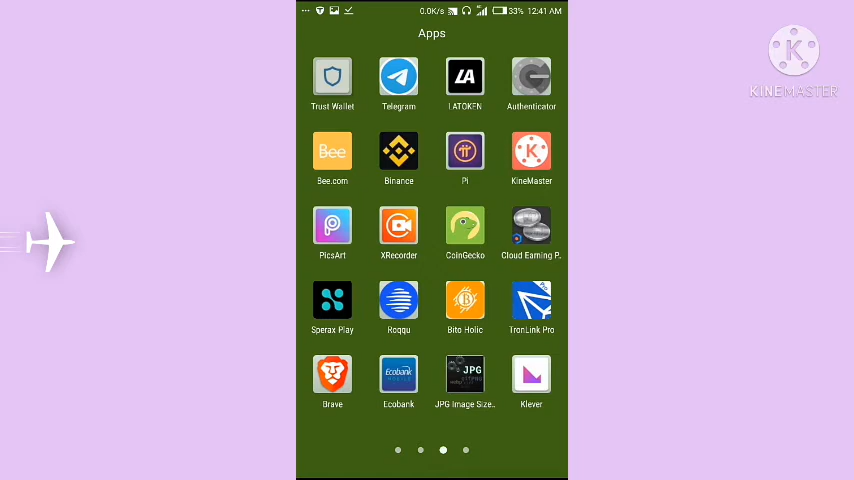 0.0K/s 33% 12:41 AM
Apps
KINEMASTER
LA
Trust Wallet Telegram LATOKEN Authenticator
Bee
Bee.com Binance Pi KineMaster
PicsArt XRecorder CoinGecko Cloud Earning P..
Pro
Sperax Play Roqqu Bito Holic TronLink Pro
Ecobank
JPG
Brave Ecobank JPG Image Size.. Klever